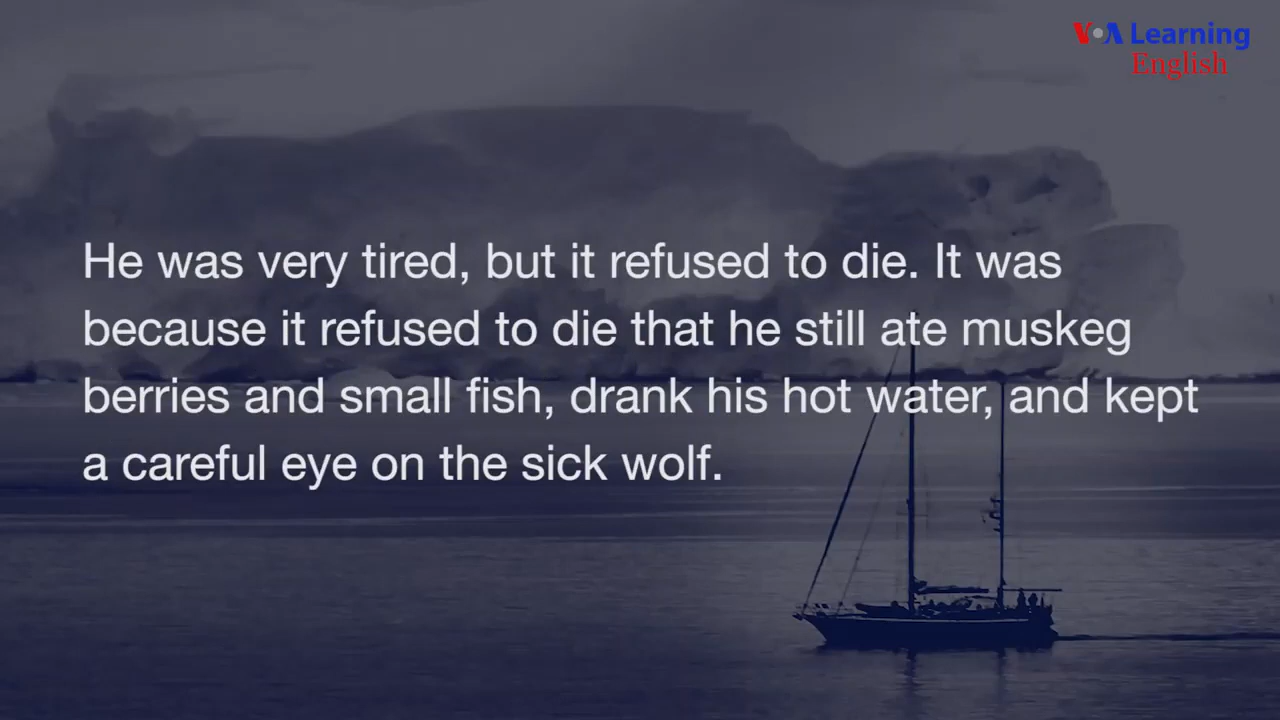 VOA Learning
English
He was very tired, but it refused to die. It was
because it refused to die that he still ate muskeg
berries and small fish, drank his hot water, and kept
a careful eye on the sick wolf.